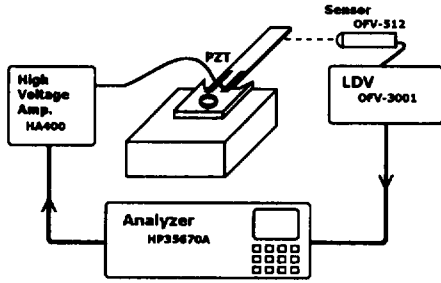 Sensor
OFV-512
PZT
High
Voltage
Amp.
HA400
LDV
OFV-3001
Analyzer
HP35670A